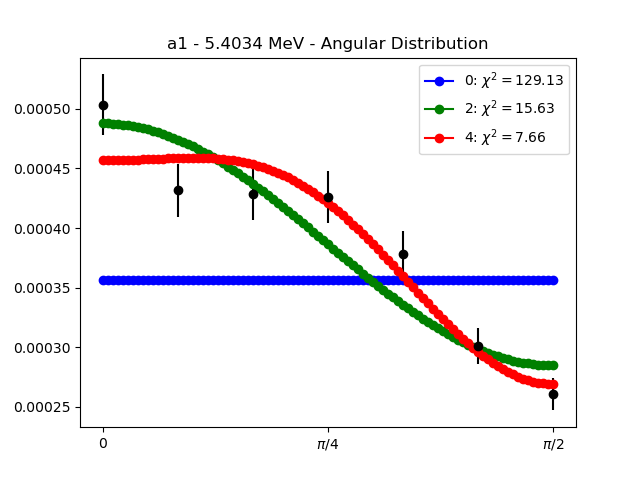 a1 - 5.4034 MeV - Angular Distribution
0: χ² = 129.13
2: χ² = 15.63
4: χ² = 7.66
0.00050
0.00045
0.00040
0.00035
0.00030
0.00025
0 π/4 π/2